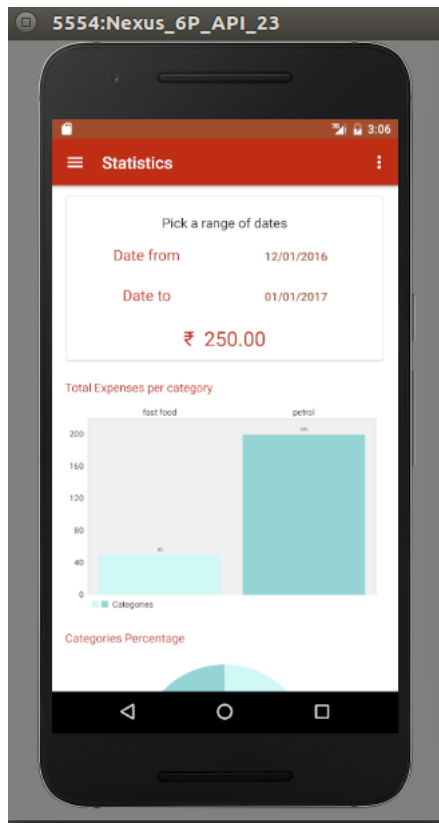 5554:Nexus_6P_API_23
3:06
Statistics
Pick a range of dates
Date from 12/01/2016
Date to 01/01/2017
₹ 250.00
Total Expenses per category
fast food petrol
200
160
120
80
40
0
Categories
Categories Percentage